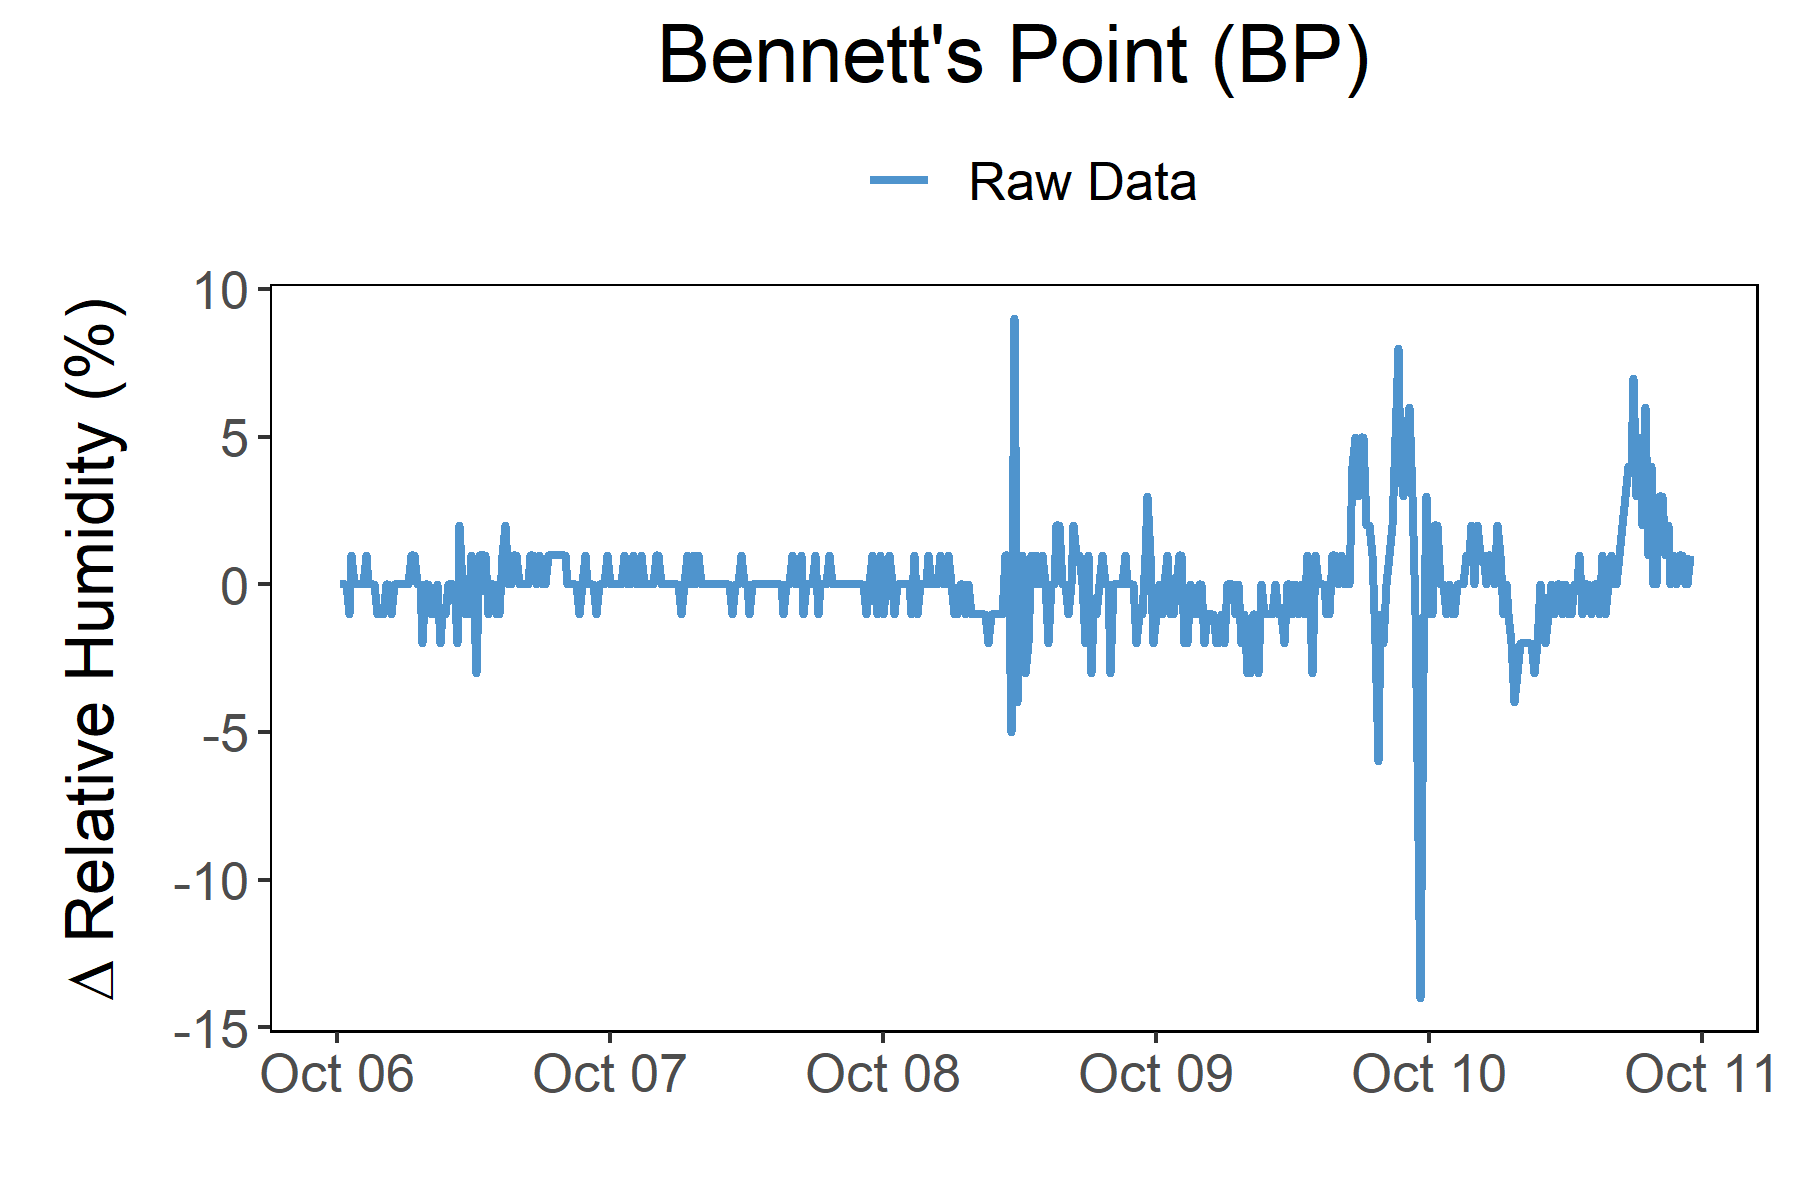 Bennett's Point (BP)
Raw Data
Δ Relative Humidity (%)
10
5
0
-5
-10
-15
Oct 06
Oct 07
Oct 08
Oct 09
Oct 10
Oct 11